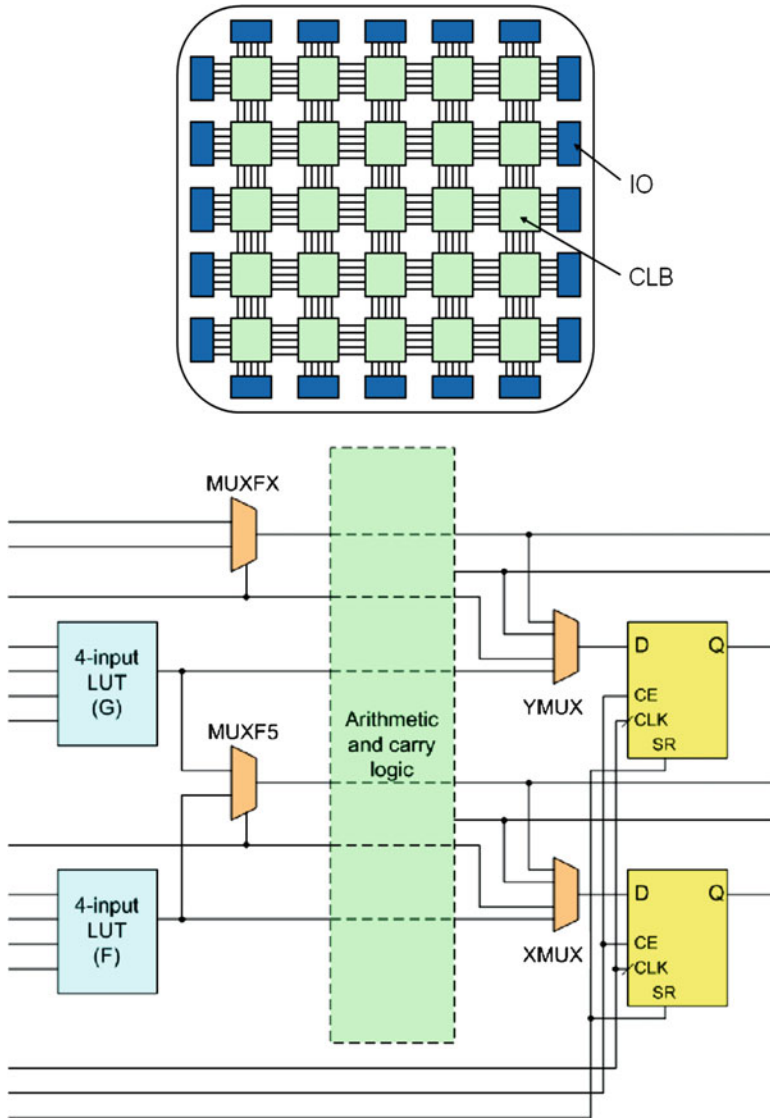 IO
CLB
MUXFX
4-input
LUT
(G)
MUXF5
Arithmetic
and carry
logic
YMUX
D
Q
CE
CLK
SR
4-input
LUT
(F)
XMUX
D
Q
CE
CLK
SR